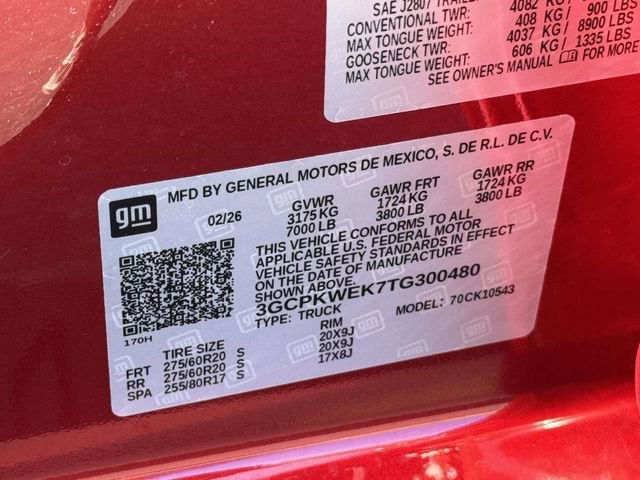 SAE J2807 TRAILER
4082 KG / 900 LBS
CONVENTIONAL TWR: 408 KG / 8900 LBS
MAX TONGUE WEIGHT: 4037 KG / 1335 LBS
GOOSENECK TWR: 606 KG /
MAX TONGUE WEIGHT:
SEE OWNER'S MANUAL FOR MORE
gm
MFD BY GENERAL MOTORS DE MEXICO, S. DE R.L. DE C.V.
02/26
GVWR GAWR FRT GAWR RR
3175 KG 1724 KG 1724 KG
7000 LB 3800 LB 3800 LB
THIS VEHICLE CONFORMS TO ALL
APPLICABLE U.S. FEDERAL MOTOR
VEHICLE SAFETY STANDARDS IN EFFECT
ON THE DATE OF MANUFACTURE
SHOWN ABOVE.
3GCPKWEK7TG300480
TYPE: TRUCK MODEL: 70CK10543
170H
TIRE SIZE RIM
FRT 275/60R20 S 20X9J
RR 275/60R20 S 20X9J
SPA 255/80R17 S 17X8J